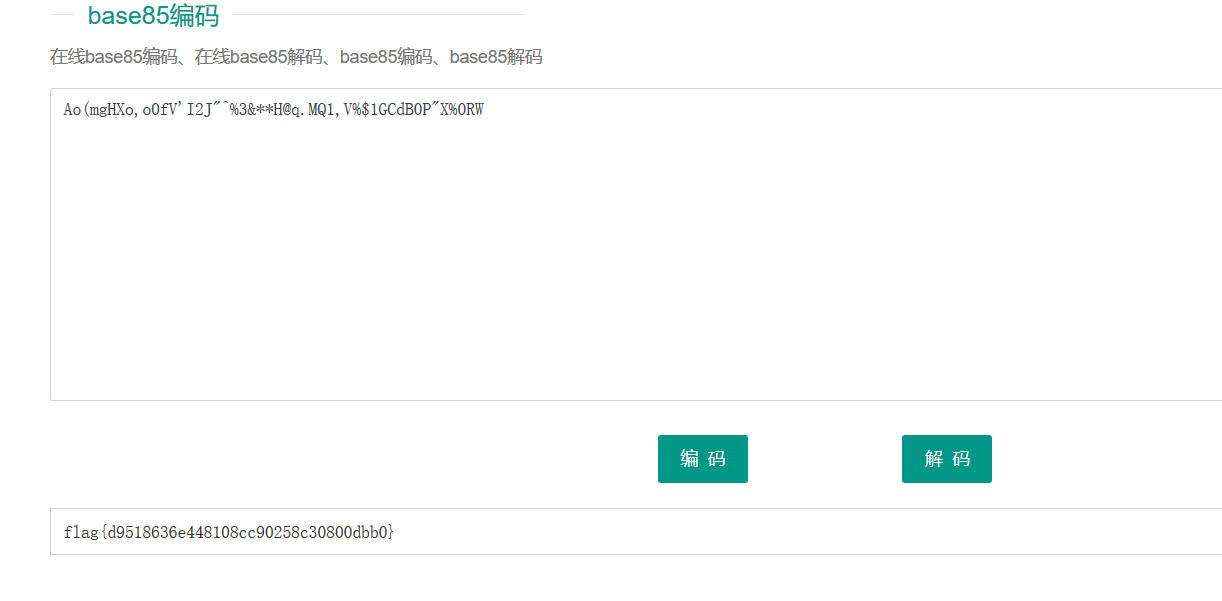 base85编码
在线base85编码、在线base85解码、base85编码、base85解码
Ao(mgHXo,o0fV'I2J"^%3&**H@q.MQ1,V%$1GCdB0P"X%0RW
编 码
解 码
flag{d9518636e448108cc90258c30800dbb0}